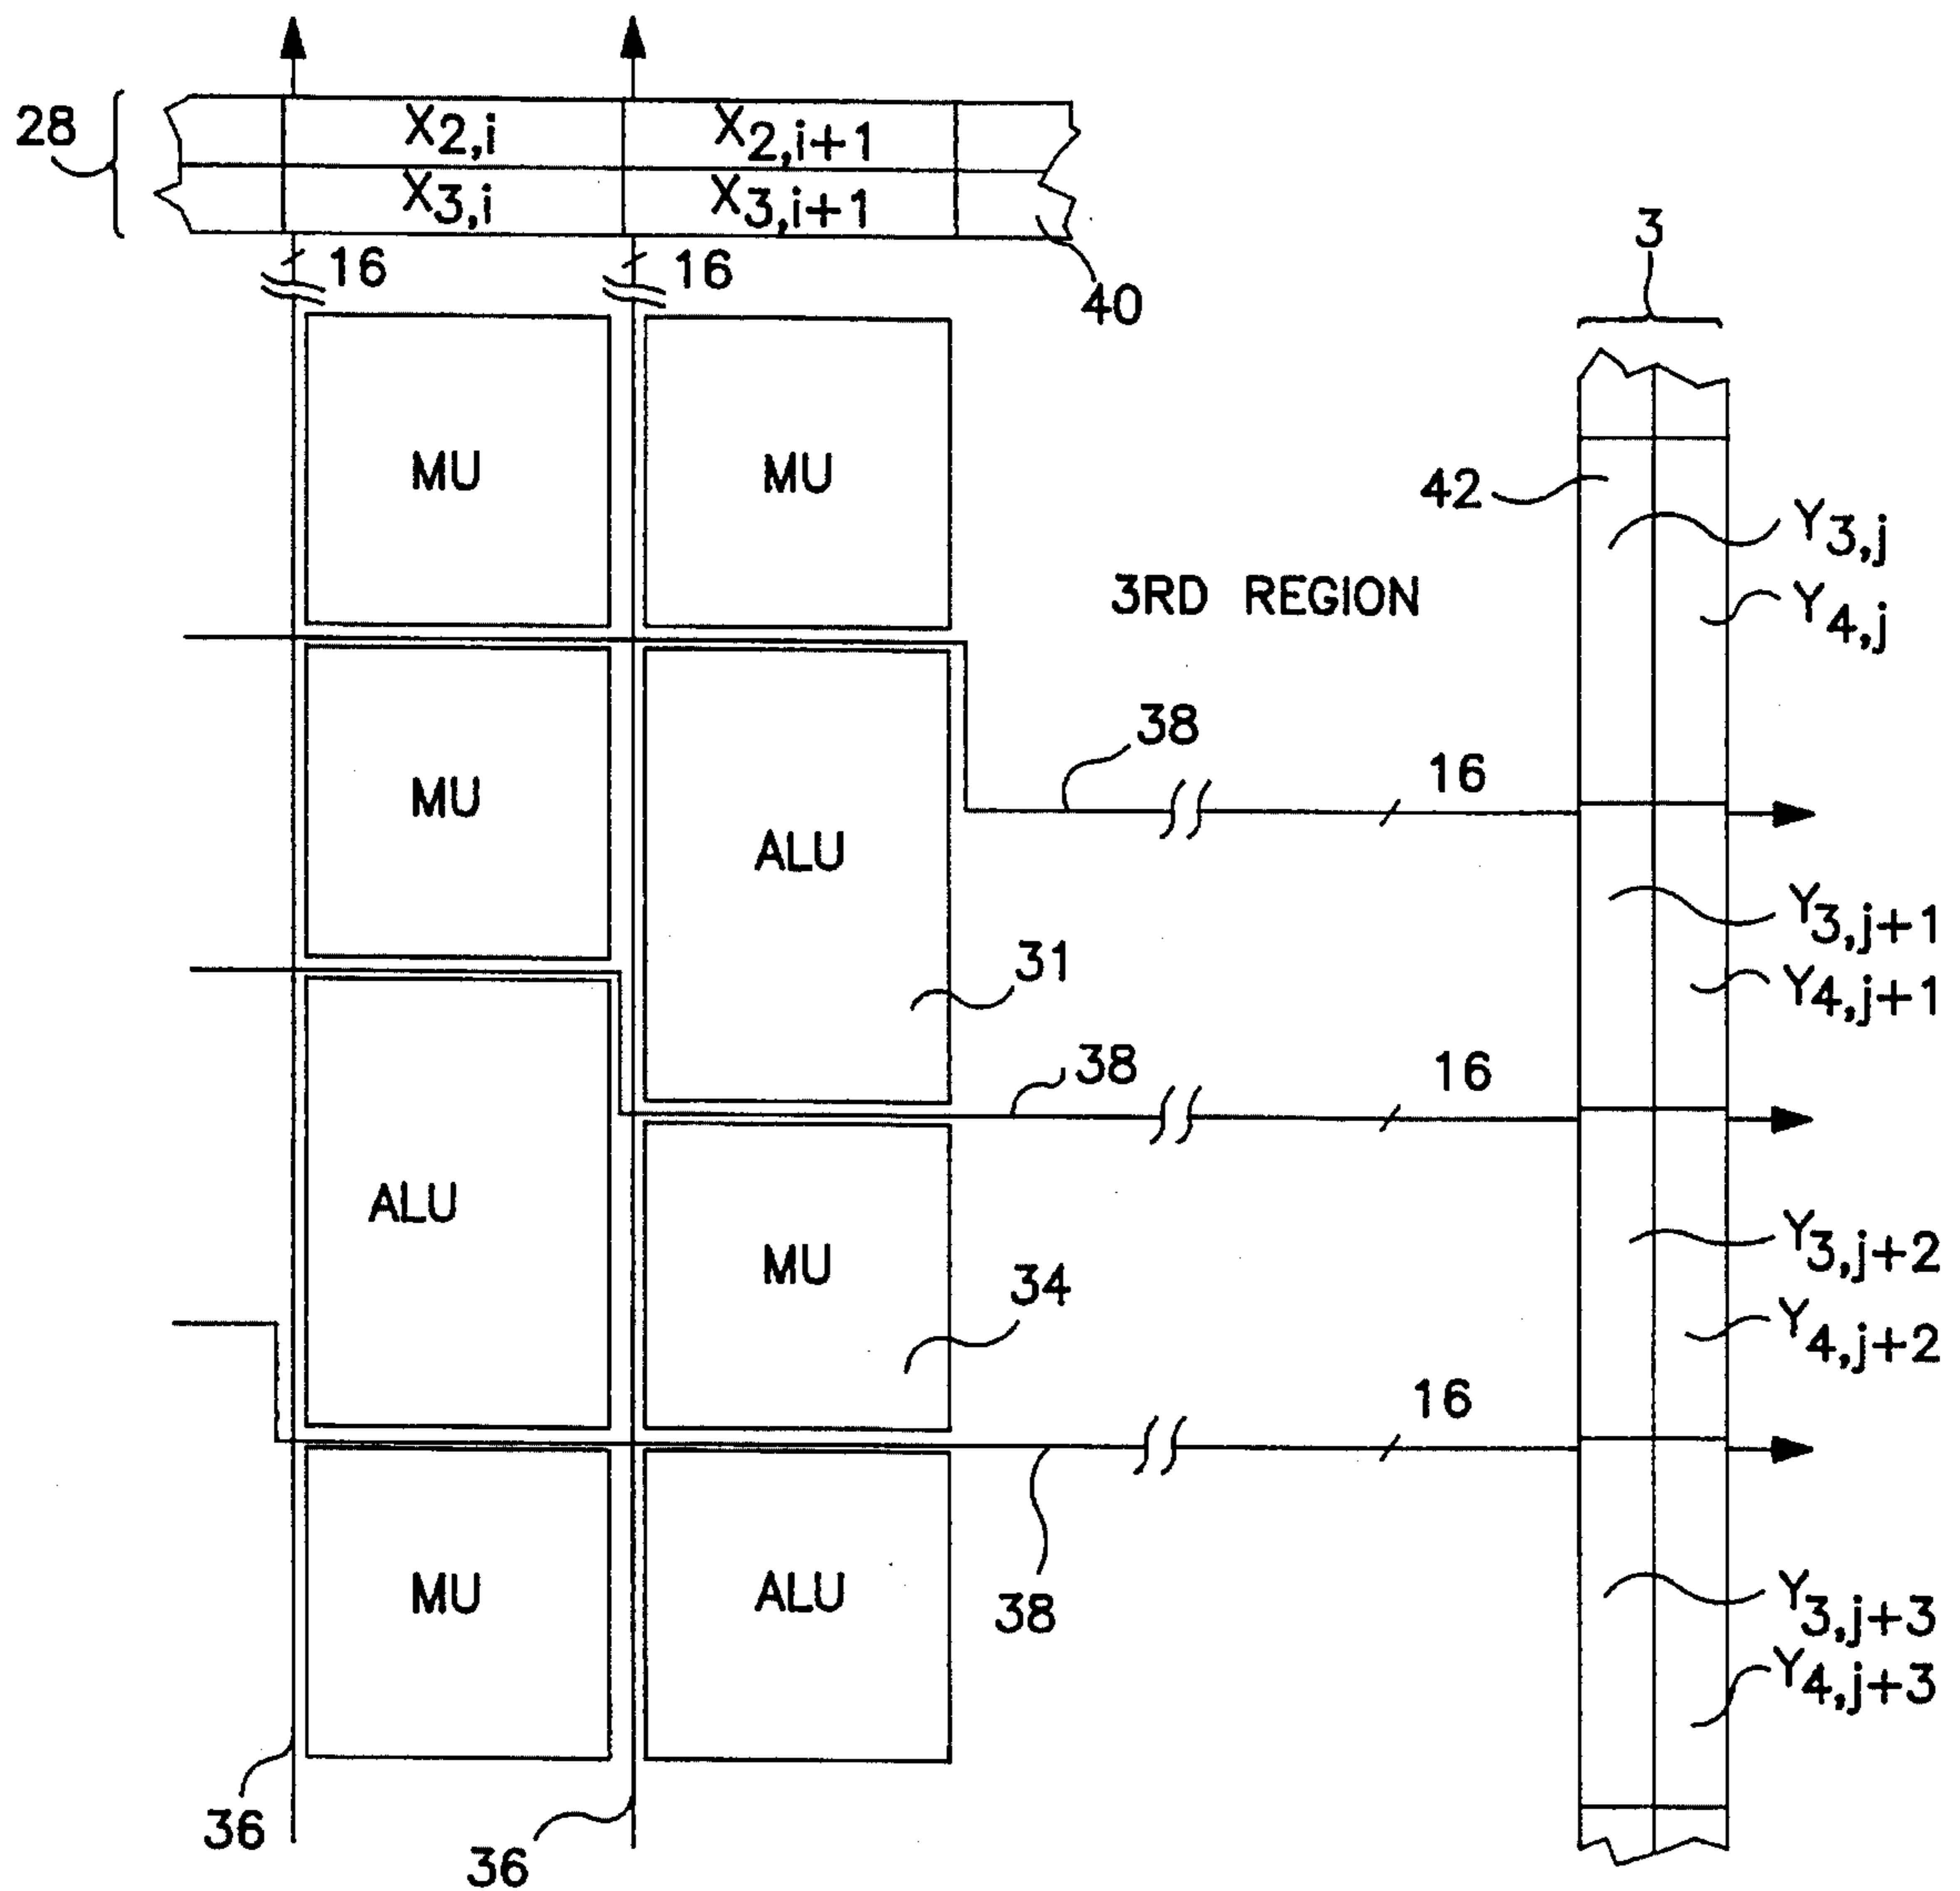 28
X2,i
X2,i+1
X3,i
X3,i+1
16
16
40
3
MU
MU
42
Y3,j
3RD REGION
Y4,j
38
16
MU
ALU
Y3,j+1
31
Y4,j+1
38
16
ALU
MU
Y3,j+2
34
Y4,j+2
16
MU
ALU
38
Y3,j+3
Y4,j+3
36
36